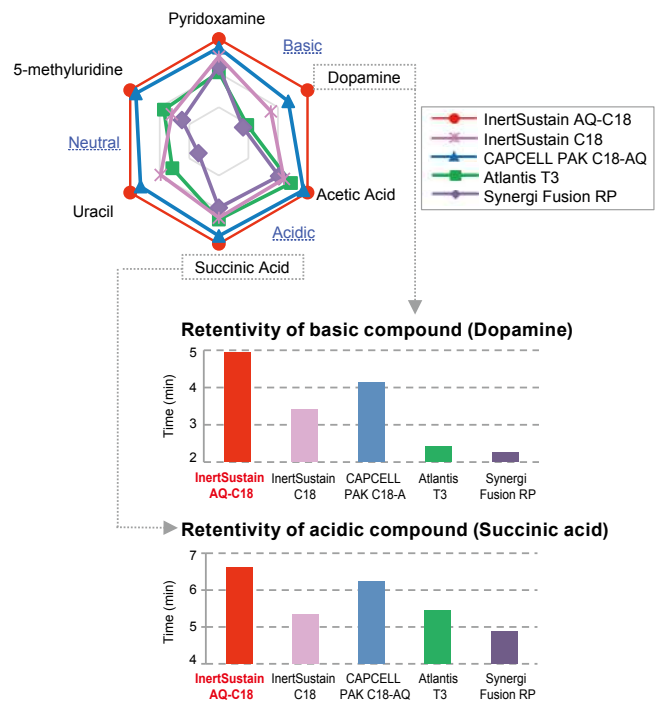 Pyridoxamine
Basic
5-methyluridine
Dopamine
Neutral
Uracil
Acetic Acid
Acidic
Succinic Acid
InertSustain AQ-C18
InertSustain C18
CAPCELL PAK C18-AQ
Atlantis T3
Synergi Fusion RP
Retentivity of basic compound (Dopamine)
Time (min)
5
4
3
2
InertSustain AQ-C18
InertSustain C18
CAPCELL PAK C18-A
Atlantis T3
Synergi Fusion RP
Retentivity of acidic compound (Succinic acid)
Time (min)
7
6
5
4
InertSustain AQ-C18
InertSustain C18
CAPCELL PAK C18-AQ
Atlantis T3
Synergi Fusion RP